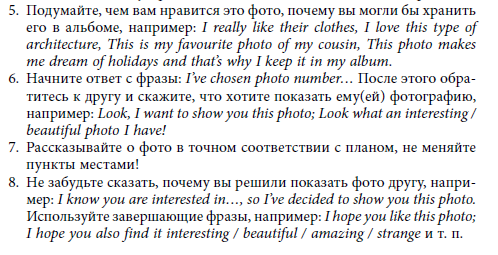 5. Подумайте, чем вам нравится это фото, почему вы могли бы хранить
его в альбоме, например: I really like their clothes, I love this type of
architecture, This is my favourite photo of my cousin, This photo makes
me dream of holidays and that’s why I keep it in my album.
6. Начните ответ с фразы: I’ve chosen photo number… После этого обра-
титесь к другу и скажите, что хотите показать ему(ей) фотографию,
например: Look, I want to show you this photo; Look what an interesting /
beautiful photo I have!
7. Рассказывайте о фото в точном соответствии с планом, не меняйте
пункты местами!
8. Не забудьте сказать, почему вы решили показать фото другу, напри-
мер: I know you are interested in…, so I’ve decided to show you this photo.
Используйте завершающие фразы, например: I hope you like this photo;
I hope you also find it interesting / beautiful / amazing / strange и т. п.